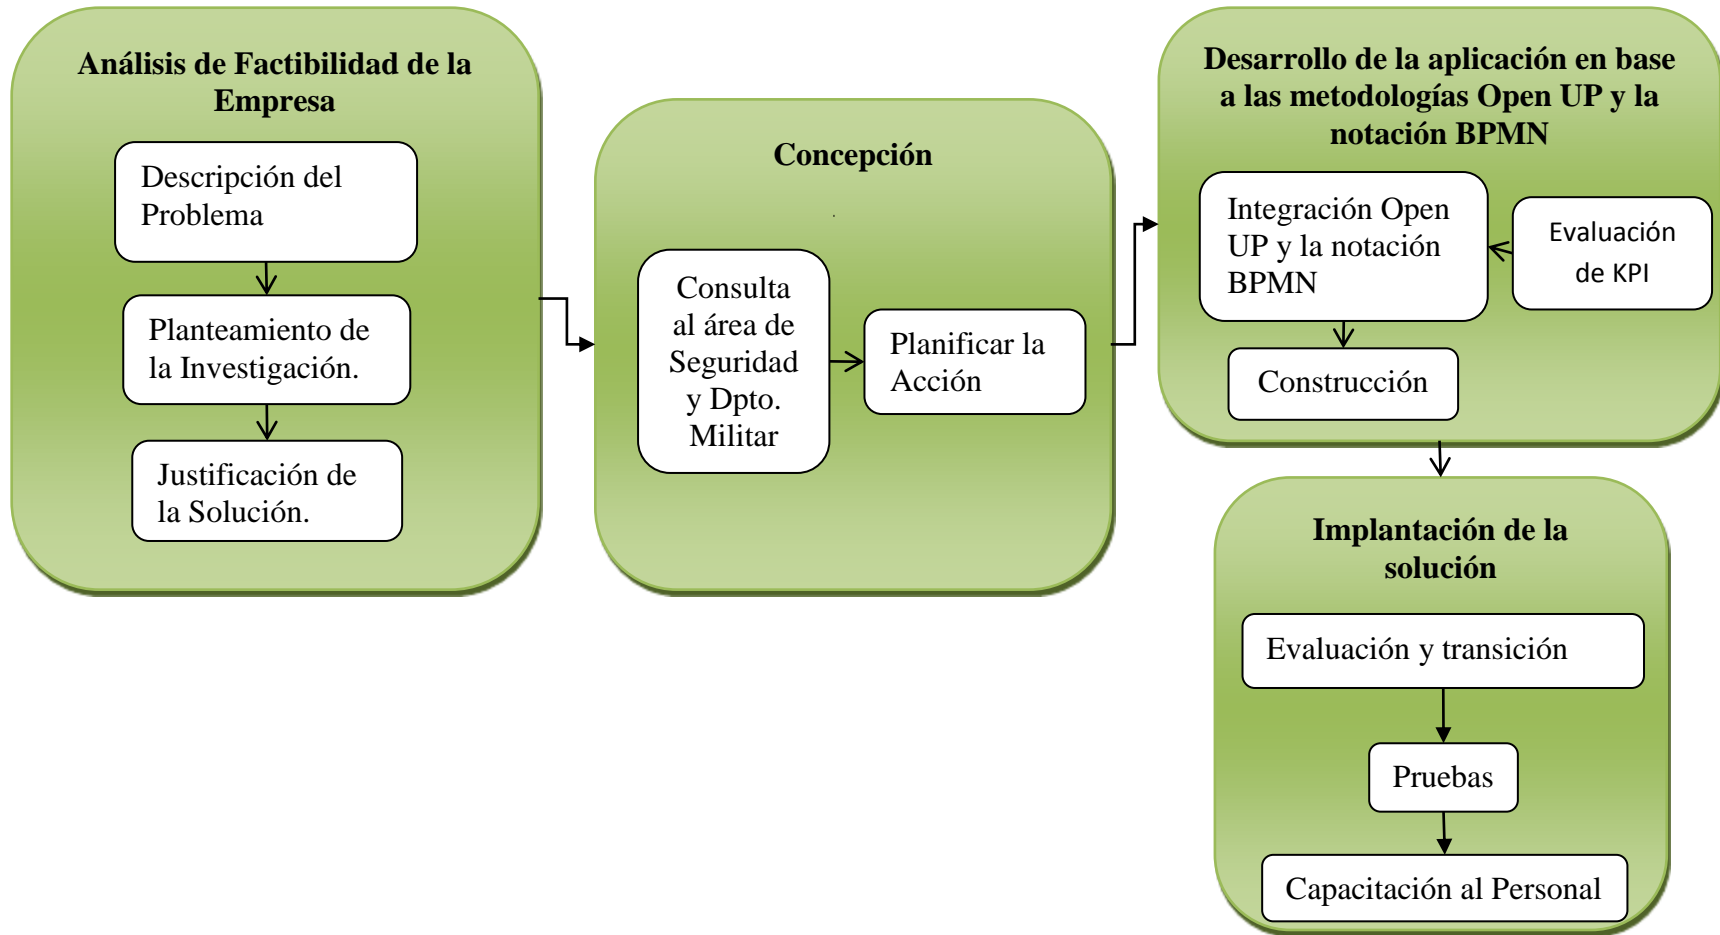 Análisis de Factibilidad de la
Empresa
Descripción del
Problema
Planteamiento de
la Investigación.
Justificación de
la Solución.
Concepción
Consulta
al área de
Seguridad
y Dpto.
Militar
Planificar la
Acción
Desarrollo de la aplicación en base
a las metodologías Open UP y la
notación BPMN
Integración Open
UP y la notación
BPMN
Evaluación
de KPI
Construcción
Implantación de la
solución
Evaluación y transición
Pruebas
Capacitación al Personal